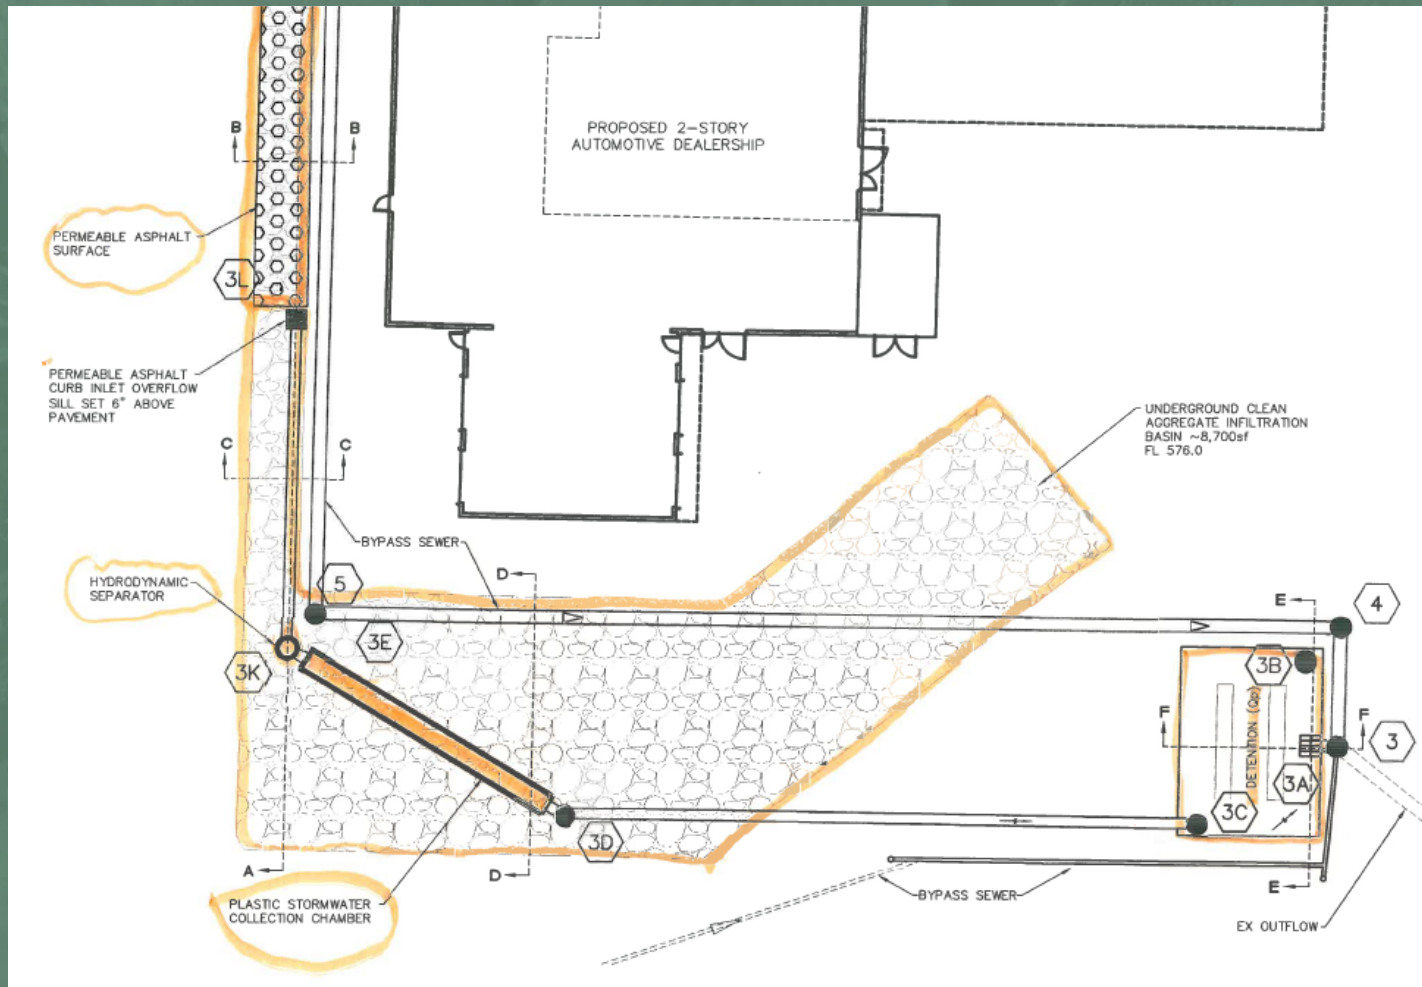 PROPOSED 2-STORY
AUTOMOTIVE DEALERSHIP
B
B
PERMEABLE ASPHALT
SURFACE
3L
PERMEABLE ASPHALT
CURB INLET OVERFLOW
SILL SET 6" ABOVE
PAVEMENT
UNDERGROUND CLEAN
AGGREGATE INFILTRATION
BASIN ~8,700sf
FL 576.0
C
C
BYPASS SEWER
HYDRODYNAMIC
SEPARATOR
5
D
E
4
3E
3K
3B
F
F
DETENTION (Qp)
3
3A
3C
3D
A
D
E
PLASTIC STORMWATER
COLLECTION CHAMBER
BYPASS SEWER
EX OUTFLOW